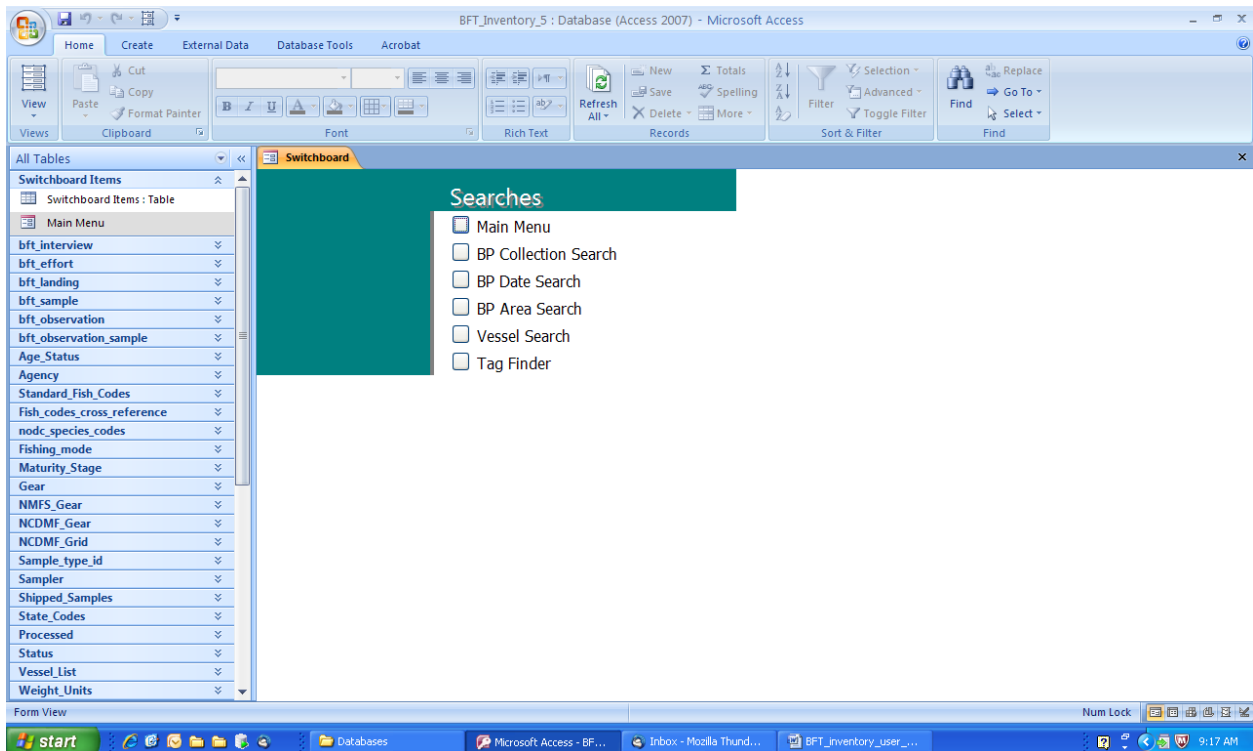 BFT_Inventory_5 : Database (Access 2007) - Microsoft Access
Home Create External Data Database Tools Acrobat
View
Views
Paste
Cut
Copy
Format Painter
Clipboard
B I U A
Font
ab
Rich Text
Refresh
All
New
Save
Delete
Σ Totals
Spelling
More
Records
Filter
Selection
Advanced
Toggle Filter
Sort & Filter
Find
Replace
Go To
Select
Find
All Tables
Switchboard Items
Switchboard Items : Table
Main Menu
bft_interview
bft_effort
bft_landing
bft_sample
bft_observation
bft_observation_sample
Age_Status
Agency
Standard_Fish_Codes
Fish_codes_cross_reference
nodc_species_codes
Fishing_mode
Maturity_Stage
Gear
NMFS_Gear
NCDMF_Gear
NCDMF_Grid
Sample_type_id
Sampler
Shipped_Samples
State_Codes
Processed
Status
Vessel_List
Weight_Units
Switchboard
Searches
Main Menu
BP Collection Search
BP Date Search
BP Area Search
Vessel Search
Tag Finder
Form View
Num Lock
start
Databases
Microsoft Access - BF...
Inbox - Mozilla Thund...
BFT_inventory_user_...
9:17 AM